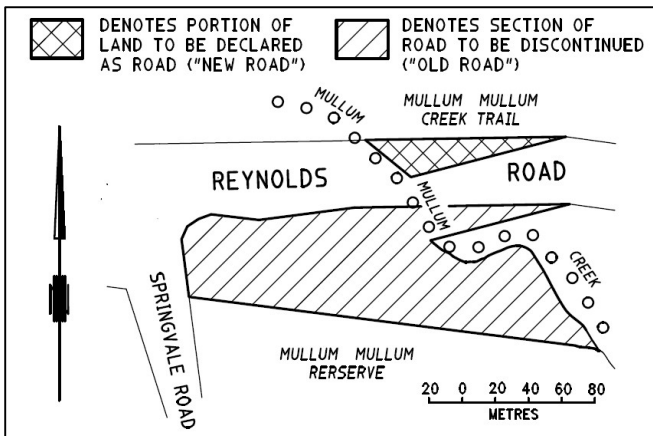 DENOTES PORTION OF
LAND TO BE DECLARED
AS ROAD ("NEW ROAD")
DENOTES SECTION OF
ROAD TO BE DISCONTINUED
("OLD ROAD")
MULLUM
MULLUM MULLUM
CREEK TRAIL
REYNOLDS
ROAD
MULLUM
CREEK
SPRINGVALE ROAD
MULLUM MULLUM
RERSERVE
20 0 20 40 60 80
METRES